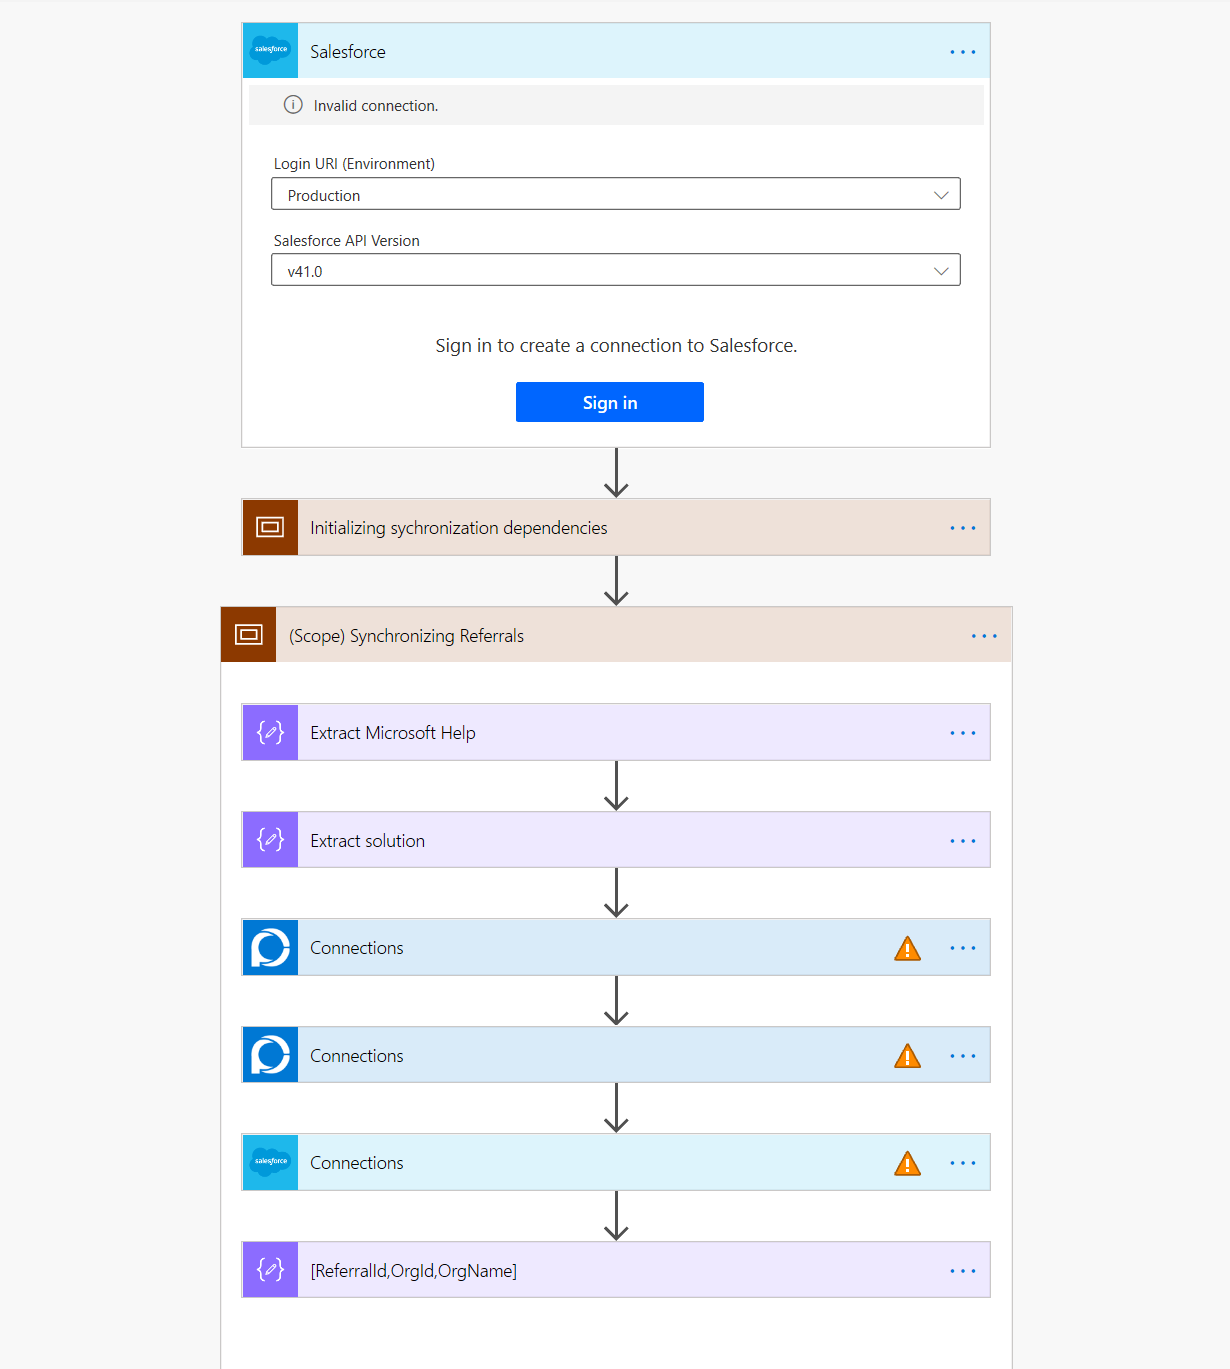 salesforce
Salesforce
Invalid connection.
Login URI (Environment)
Production
Salesforce API Version
v41.0
Sign in to create a connection to Salesforce.
Sign in
Initializing sychronization dependencies
(Scope) Synchronizing Referrals
Extract Microsoft Help
Extract solution
Connections
Connections
salesforce
Connections
[ReferralId,OrgId,OrgName]